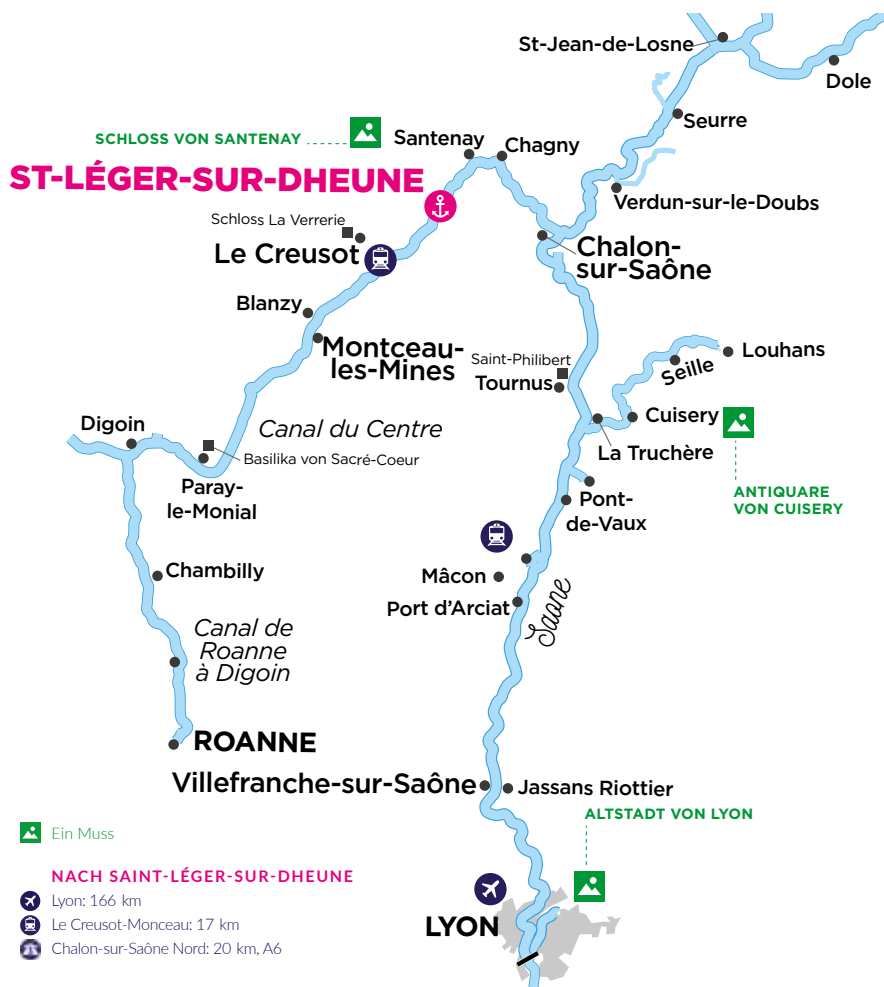 St-Jean-de-Losne
Dole
Seurre
SCHLOSS VON SANTENAY
Santenay
Chagny
ST-LÉGER-SUR-DHEUNE
Verdun-sur-le-Doubs
Schloss La Verrerie
Le Creusot
Chalon-
sur-Saône
Blanzy
Montceau-
les-Mines
Saint-Philibert
Tournus
Louhans
Seille
Digoin
Canal du Centre
Cuisery
La Truchère
Basilika von Sacré-Coeur
Paray-
le-Monial
ANTIQUARE
VON CUISERY
Pont-
de-Vaux
Chambilly
Mâcon
Port d'Arciat
Saone
Canal de
Roanne
à Digoin
ROANNE
Villefranche-sur-Saône
Jassans Riottier
ALTSTADT VON LYON
Ein Muss
NACH SAINT-LÉGER-SUR-DHEUNE
Lyon: 166 km
LYON
Le Creusot-Monceau: 17 km
Chalon-sur-Saône Nord: 20 km, A6